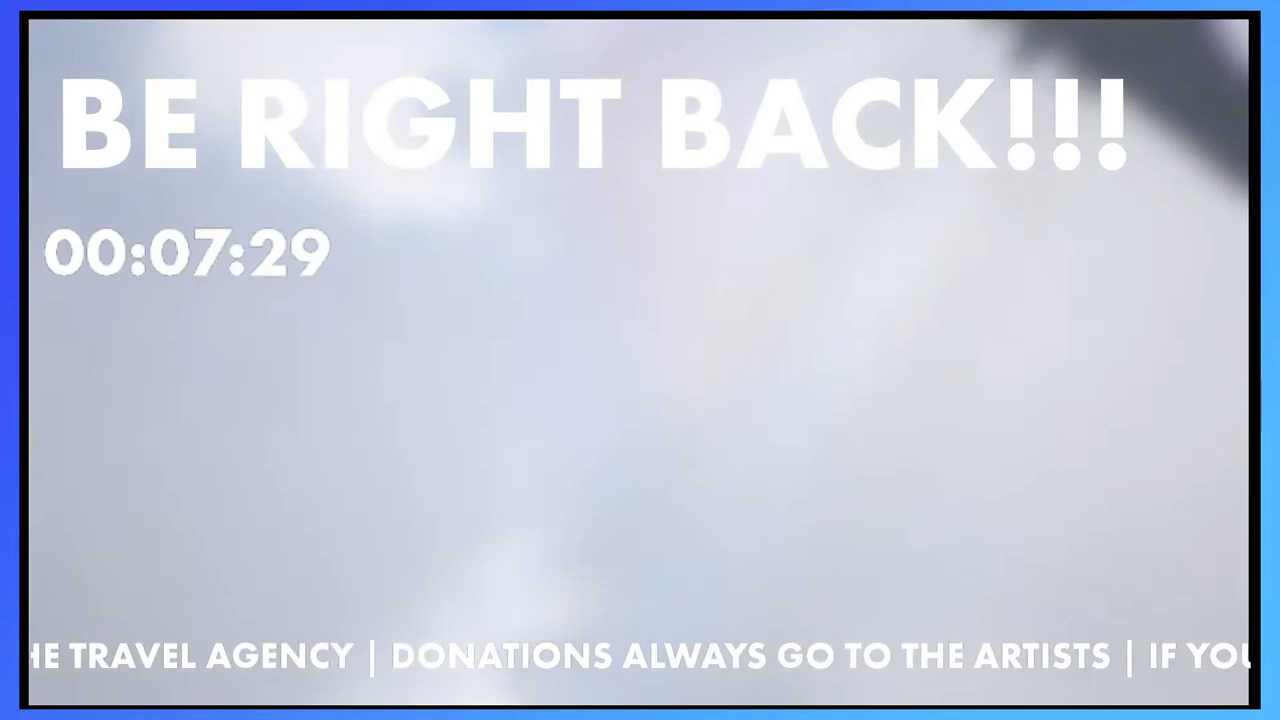 BE RIGHT BACK!!!
00:07:29
TRAVEL AGENCY | DONATIONS ALWAYS GO TO THE ARTISTS | IF